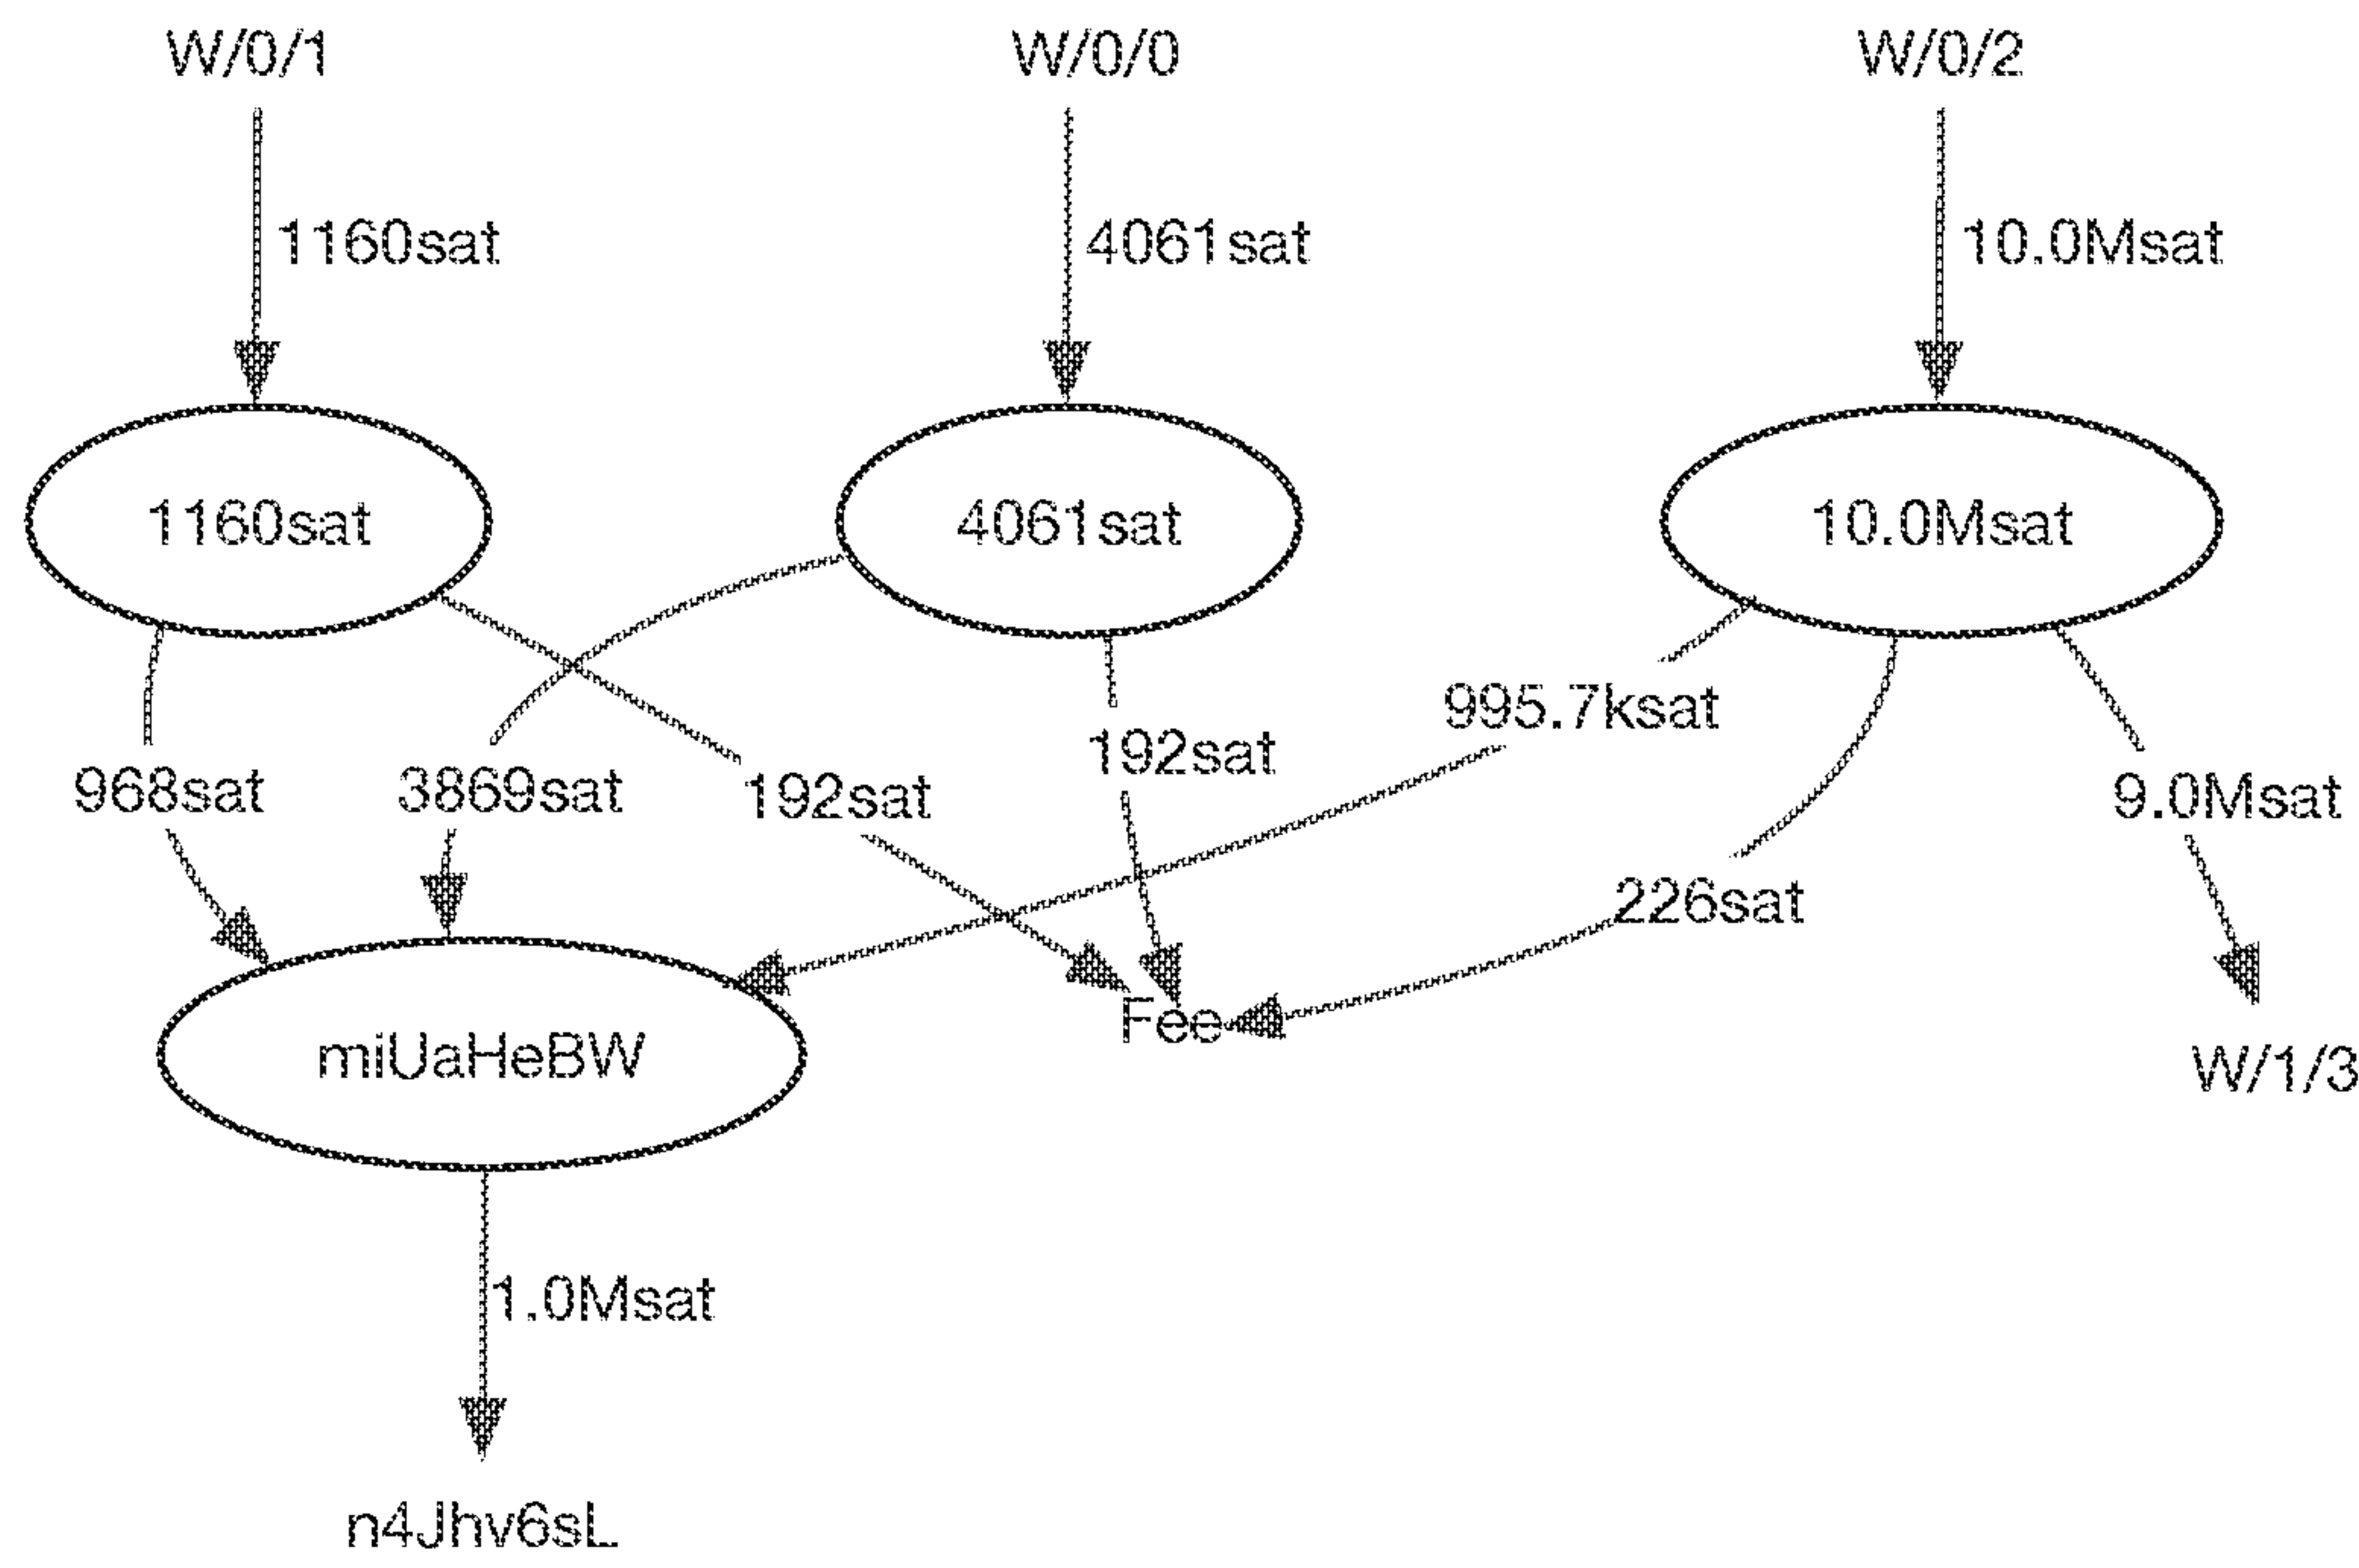 W/0/1
W/0/0
W/0/2
1160sat
4061sat
10.0Msat
1160sat
4061sat
10.0Msat
995.7ksat
192sat
968sat
3869sat
192sat
9.0Msat
226sat
Fee
miUaHeBW
W/1/3
1.0Msat
n4Jhv6sL